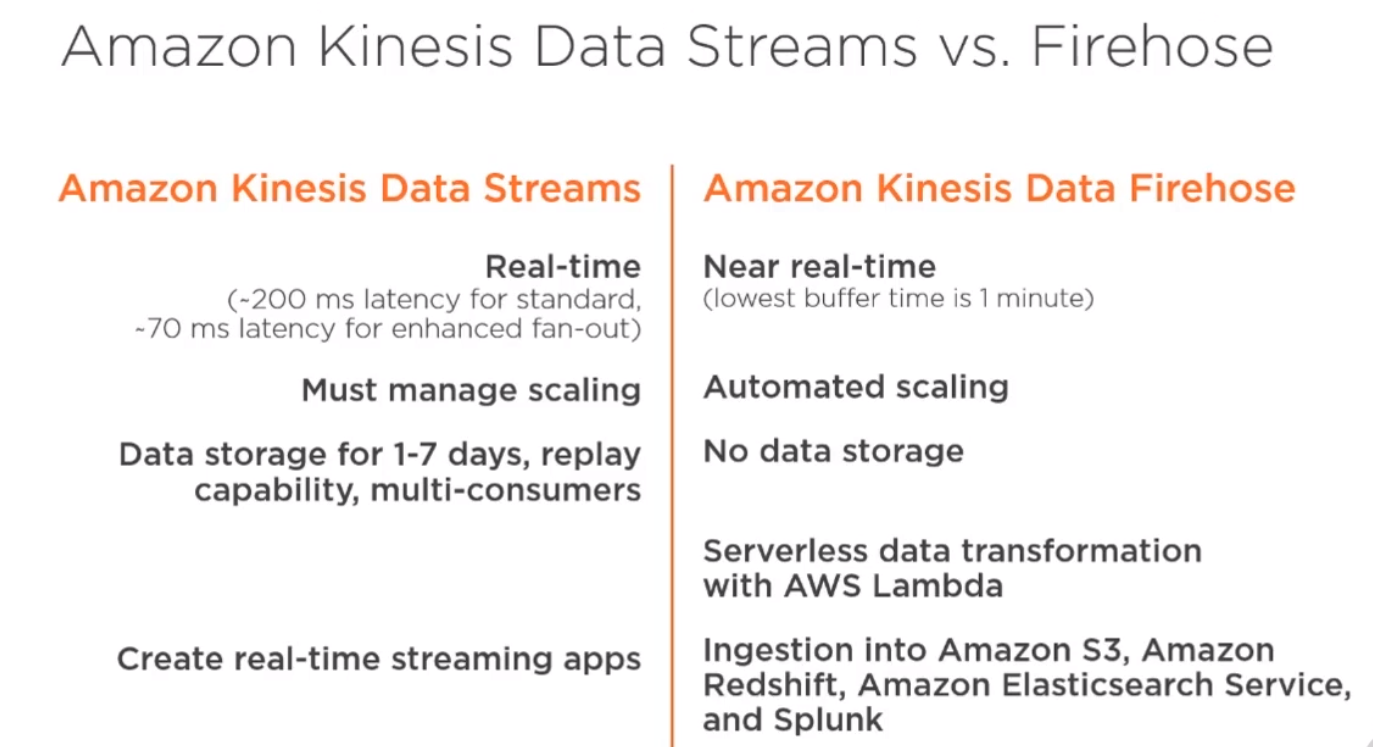 Amazon Kinesis Data Streams vs. Firehose
Amazon Kinesis Data Streams
Real-time
(~200 ms latency for standard,
~70 ms latency for enhanced fan-out)
Must manage scaling
Data storage for 1-7 days, replay
capability, multi-consumers
Create real-time streaming apps
Amazon Kinesis Data Firehose
Near real-time
(lowest buffer time is 1 minute)
Automated scaling
No data storage
Serverless data transformation
with AWS Lambda
Ingestion into Amazon S3, Amazon
Redshift, Amazon Elasticsearch Service,
and Splunk